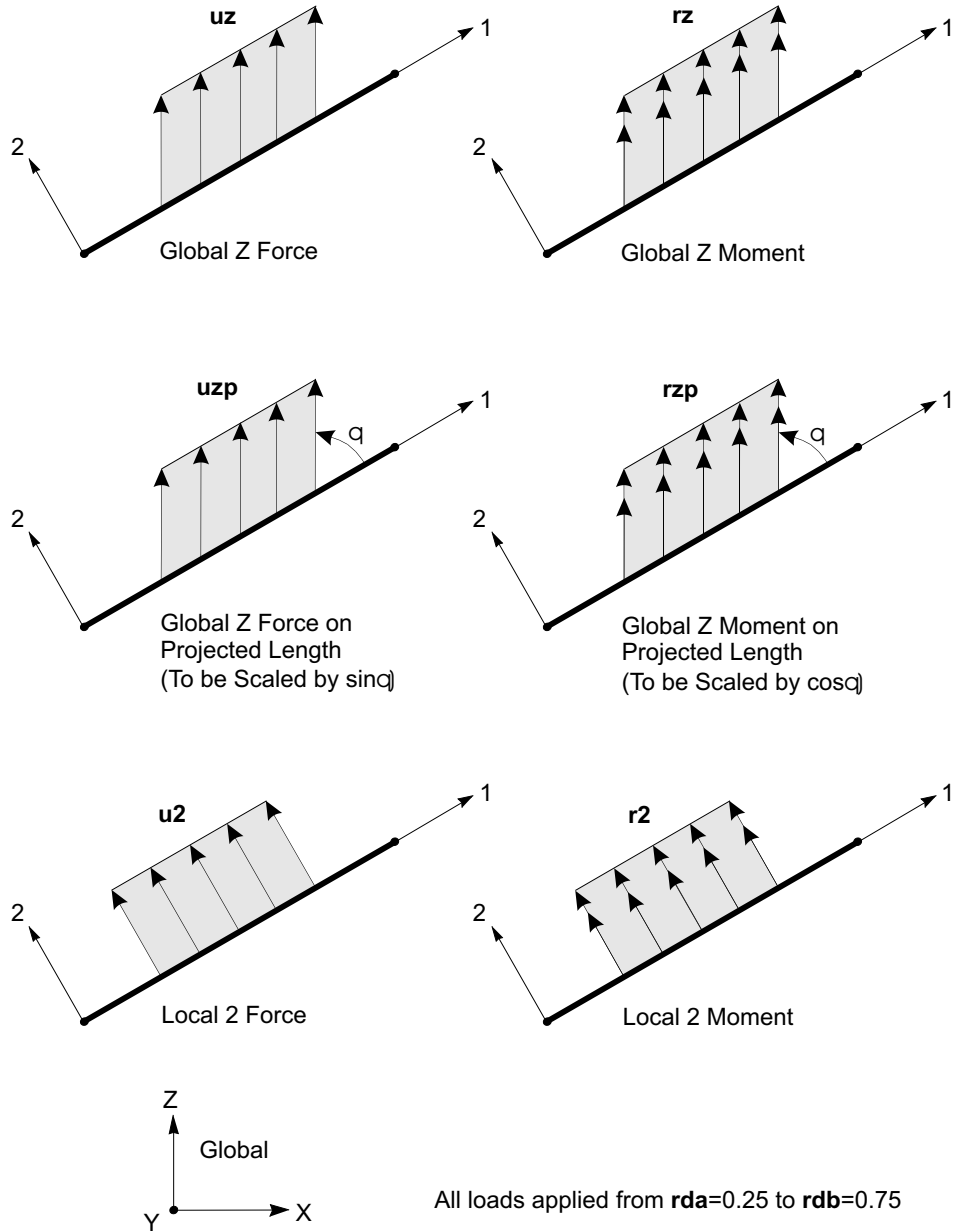 uz
rz
1
1
2
2
Global Z Force
Global Z Moment
uzp
rzp
1
1
q
q
2
2
Global Z Force on
Projected Length
(To be Scaled by sinq)
Global Z Moment on
Projected Length
(To be Scaled by cosq)
u2
r2
1
1
2
2
Local 2 Force
Local 2 Moment
Z
Global
Y
X
All loads applied from rda=0.25 to rdb=0.75